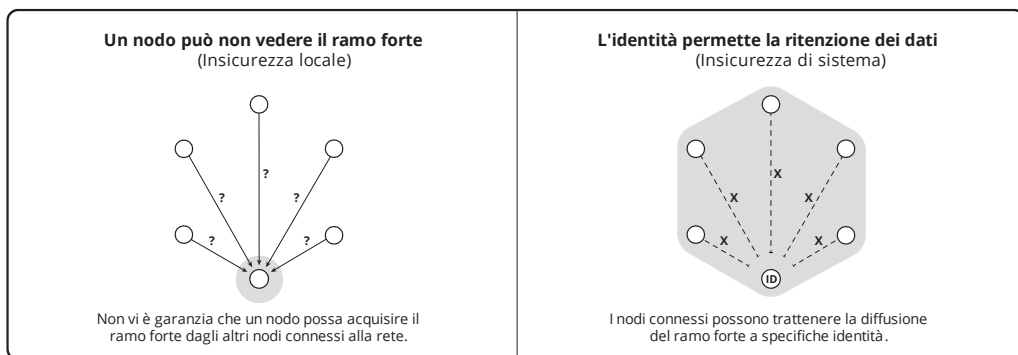 Un nodo può non vedere il ramo forte
(Insicurezza locale)
?
?
?
?
?
Non vi è garanzia che un nodo possa acquisire il
ramo forte dagli altri nodi connessi alla rete.
L'identità permette la ritenzione dei dati
(Insicurezza di sistema)
X
X
X
X
X
ID
I nodi connessi possono trattenere la diffusione
del ramo forte a specifiche identità.